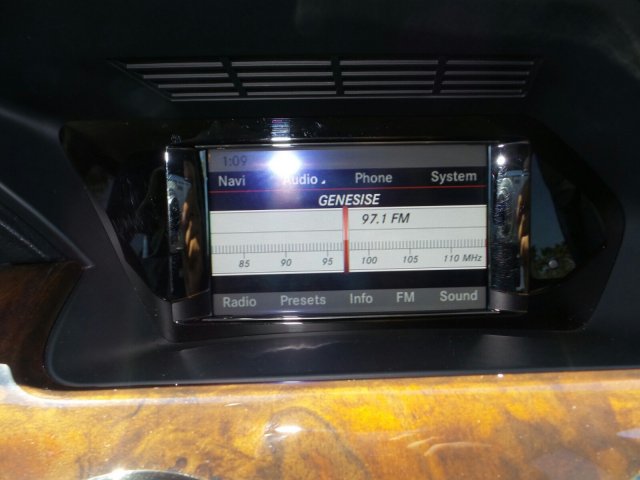 1:09
Navi Audio Phone System
GENESISE
97.1 FM
85 90 95 100 105 110 MHz
Radio Presets Info FM Sound